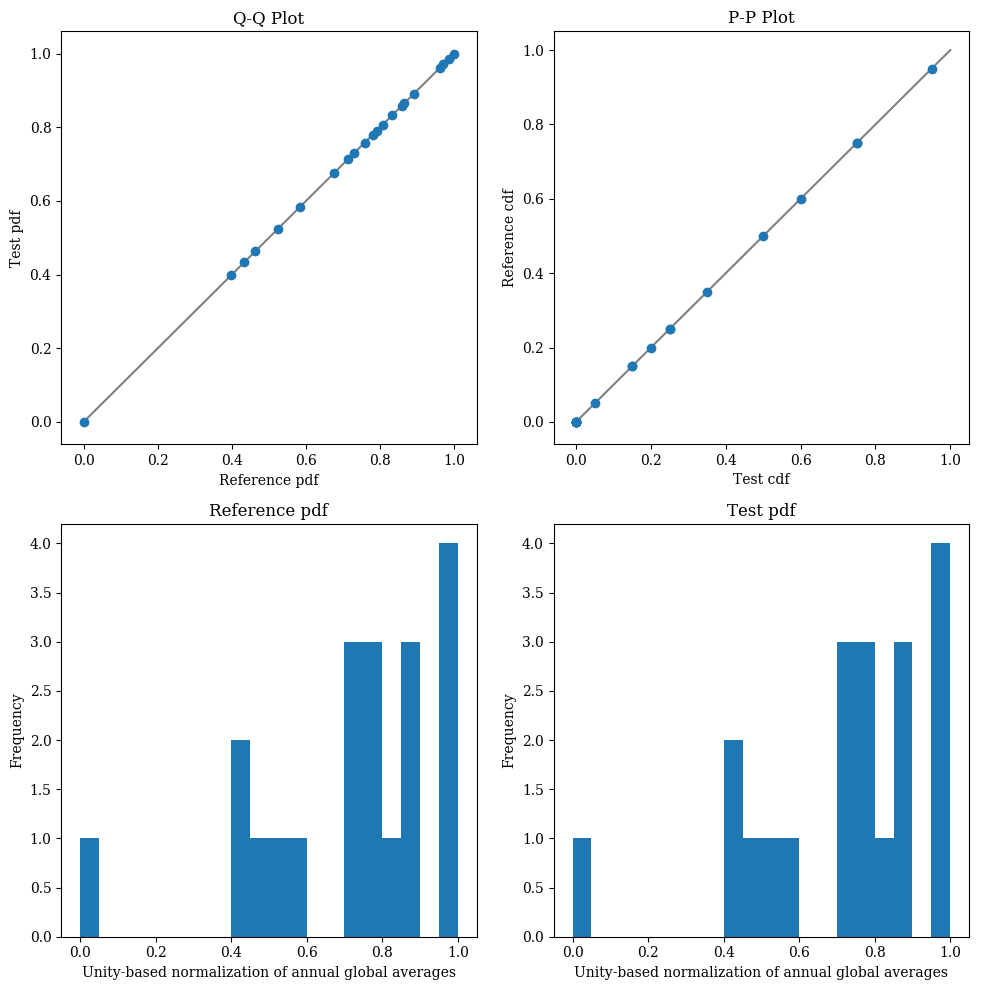 Q-Q Plot
1.0
0.8
0.6
0.4
0.2
0.0
Test pdf
0.0 0.2 0.4 0.6 0.8 1.0
Reference pdf
P-P Plot
1.0
0.8
0.6
0.4
0.2
0.0
Reference cdf
0.0 0.2 0.4 0.6 0.8 1.0
Test cdf
Reference pdf
4.0
3.5
3.0
2.5
2.0
1.5
1.0
0.5
0.0
Frequency
0.0 0.2 0.4 0.6 0.8 1.0
Unity-based normalization of annual global averages
Test pdf
4.0
3.5
3.0
2.5
2.0
1.5
1.0
0.5
0.0
Frequency
0.0 0.2 0.4 0.6 0.8 1.0
Unity-based normalization of annual global averages